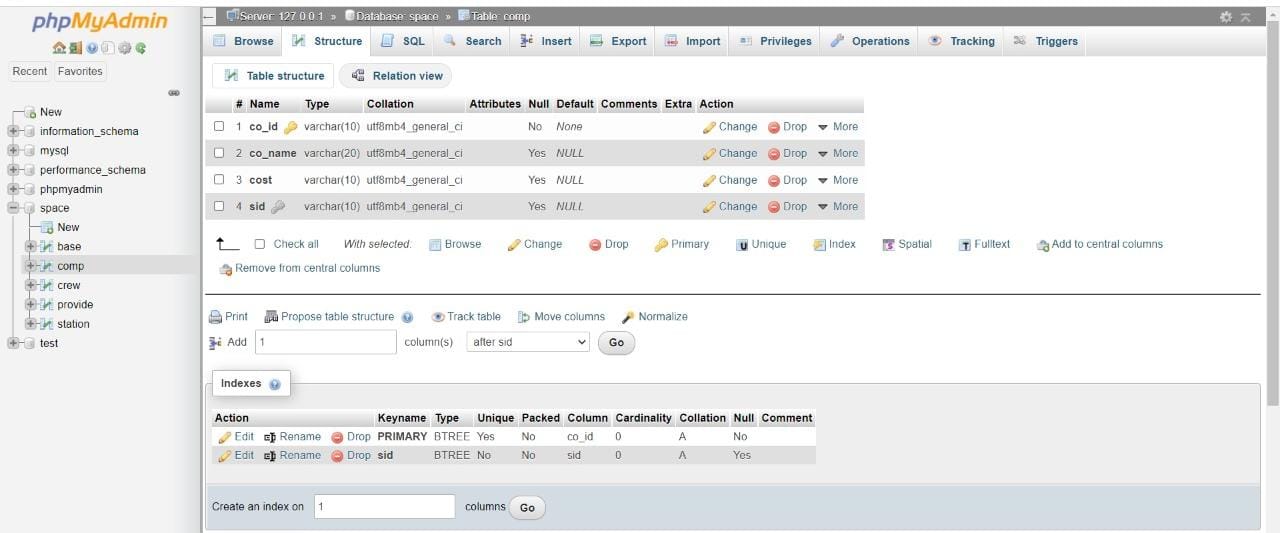 phpMyAdmin
Recent Favorites
New
information_schema
mysql
performance_schema
phpmyadmin
space
New
base
comp
crew
provide
station
test
Server: 127.0.0.1 » Database: space » Table: comp
Browse Structure SQL Search Insert Export Import Privileges Operations Tracking Triggers
Table structure Relation view
# Name Type Collation Attributes Null Default Comments Extra Action
1 co_id varchar(10) utf8mb4_general_ci No None Change Drop More
2 co_name varchar(20) utf8mb4_general_ci Yes NULL Change Drop More
3 cost varchar(10) utf8mb4_general_ci Yes NULL Change Drop More
4 sid varchar(10) utf8mb4_general_ci Yes NULL Change Drop More
Check all With selected: Browse Change Drop Primary Unique Index Spatial Fulltext Add to central columns
Remove from central columns
Print Propose table structure Track table Move columns Normalize
Add 1 column(s) after sid Go
Indexes
Action Keyname Type Unique Packed Column Cardinality Collation Null Comment
Edit Rename Drop PRIMARY BTREE Yes No co_id 0 A No
Edit Rename Drop sid BTREE No No sid 0 A Yes
Create an index on 1 columns Go